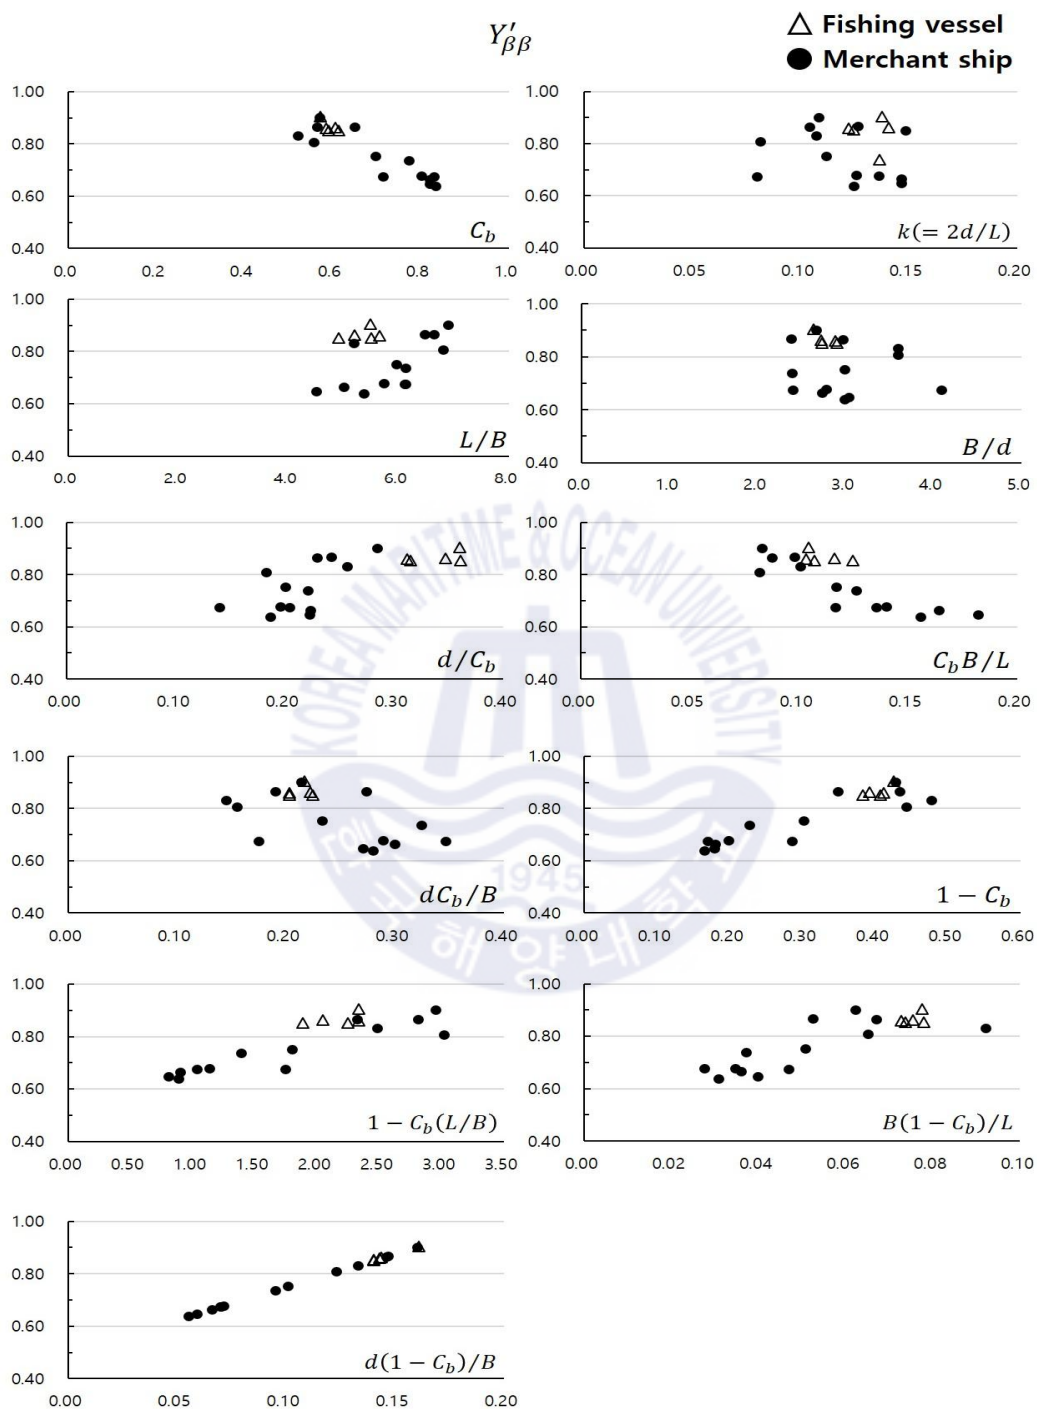 Y′ββ
△ Fishing vessel
● Merchant ship
1.00
0.80
0.60
0.40
0.0 0.2 0.4 0.6 0.8 1.0
C_b
1.00
0.80
0.60
0.40
0.00 0.05 0.10 0.15 0.20
k(= 2d/L)
1.00
0.80
0.60
0.40
0.0 2.0 4.0 6.0 8.0
L/B
1.00
0.80
0.60
0.40
0.0 1.0 2.0 3.0 4.0 5.0
B/d
1.00
0.80
0.60
0.40
0.00 0.10 0.20 0.30 0.40
d/C_b
1.00
0.80
0.60
0.40
0.00 0.05 0.10 0.15 0.20
C_bB/L
1.00
0.80
0.60
0.40
0.00 0.10 0.20 0.30 0.40
dC_b/B
1.00
0.80
0.60
0.40
0.00 0.10 0.20 0.30 0.40 0.50 0.60
1 − C_b
1.00
0.80
0.60
0.40
0.00 0.50 1.00 1.50 2.00 2.50 3.00 3.50
1 − C_b(L/B)
1.00
0.80
0.60
0.40
0.00 0.02 0.04 0.06 0.08 0.10
B(1 − C_b)/L
1.00
0.80
0.60
0.40
0.00 0.05 0.10 0.15 0.20
d(1 − C_b)/B
KOREA MARITIME & OCEAN UNIVERSITY
1945